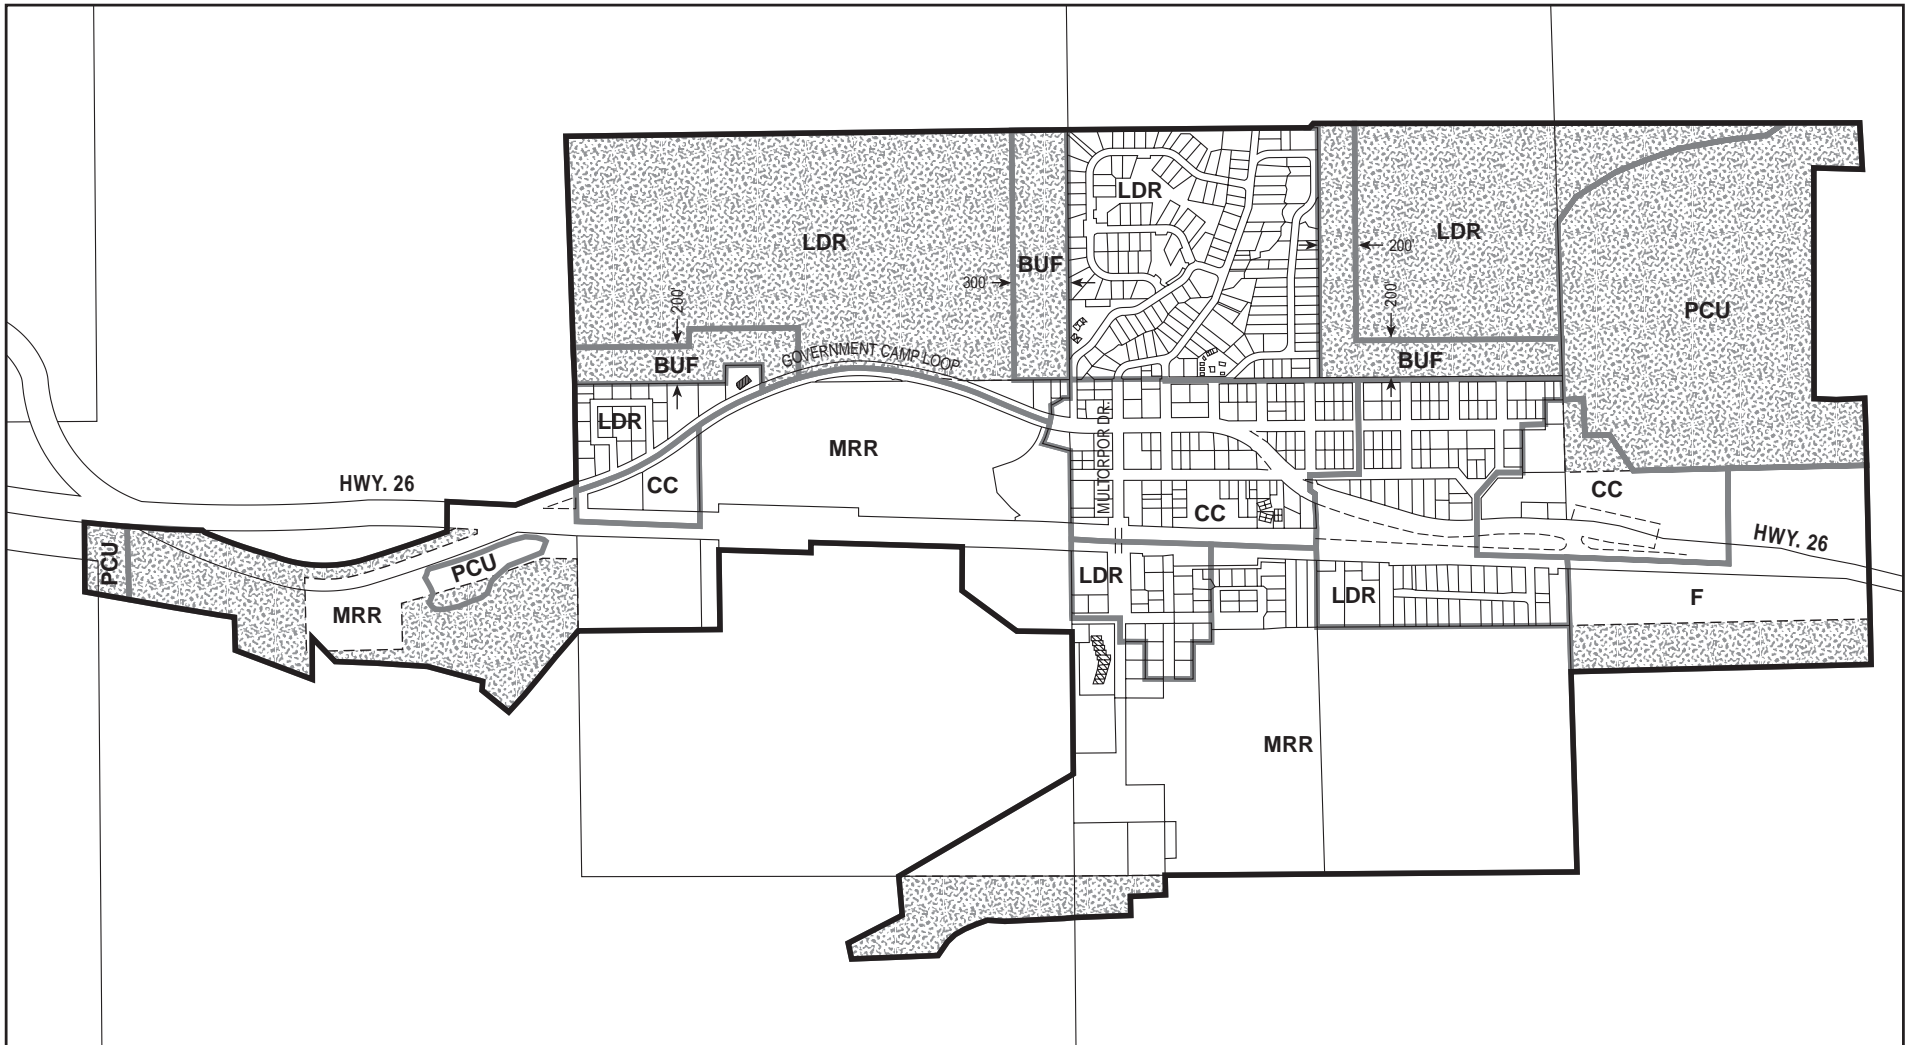 LDR
LDR
LDR
BUF
300'
200'
200'
200'
PCU
BUF
GOVERNMENT CAMP LOOP
BUF
LDR
MULTORPOR DR.
MRR
HWY. 26
CC
CC
CC
HWY. 26
PCU
PCU
LDR
LDR
F
MRR
MRR